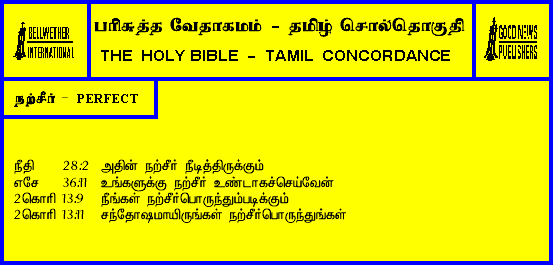 BELLWETHER
INTERNATIONAL
பரிசுத்த வேதாகமம் - தமிழ் சொல்தொகுதி
THE HOLY BIBLE - TAMIL CONCORDANCE
GOOD NEWS
PUBLISHERS
நற்சீர் - PERFECT
நீதி 28:2 அதின் நற்சீர் நீடித்திருக்கும்
எசே 36:11 உங்களுக்கு நற்சீர் உண்டாகச்செய்வேன்
2கொரி 13:9 நீங்கள் நற்சீர்பொருந்தும்படிக்கும்
2கொரி 13:11 சந்தோஷமாயிருங்கள் நற்சீர்பொருந்துங்கள்